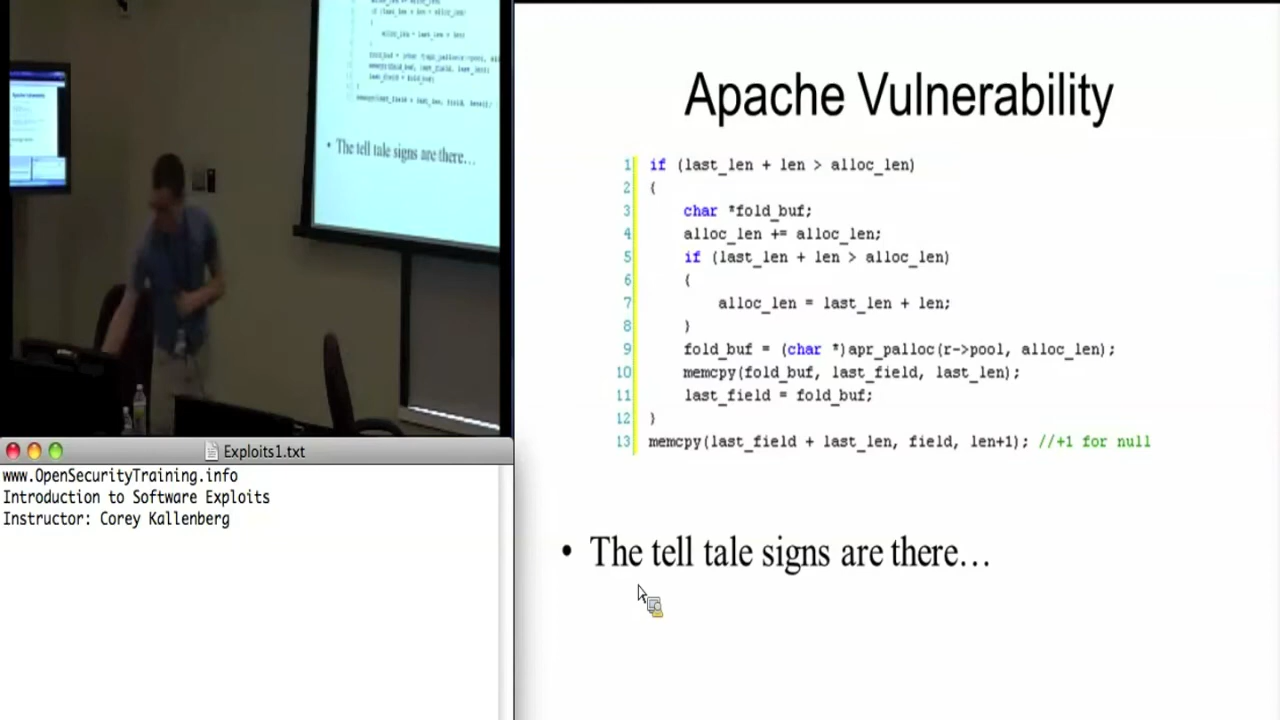 The tell tale signs are there...
Exploits1.txt
www.OpenSecurityTraining.info
Introduction to Software Exploits
Instructor: Corey Kallenberg
Apache Vulnerability
1 if (last_len + len > alloc_len)
2 {
3 char *fold_buf;
4 alloc_len += alloc_len;
5 if (last_len + len > alloc_len)
6 {
7 alloc_len = last_len + len;
8 }
9 fold_buf = (char *)apr_palloc(r->pool, alloc_len);
10 memcpy(fold_buf, last_field, last_len);
11 last_field = fold_buf;
12 }
13 memcpy(last_field + last_len, field, len+1); //+1 for null
• The tell tale signs are there…